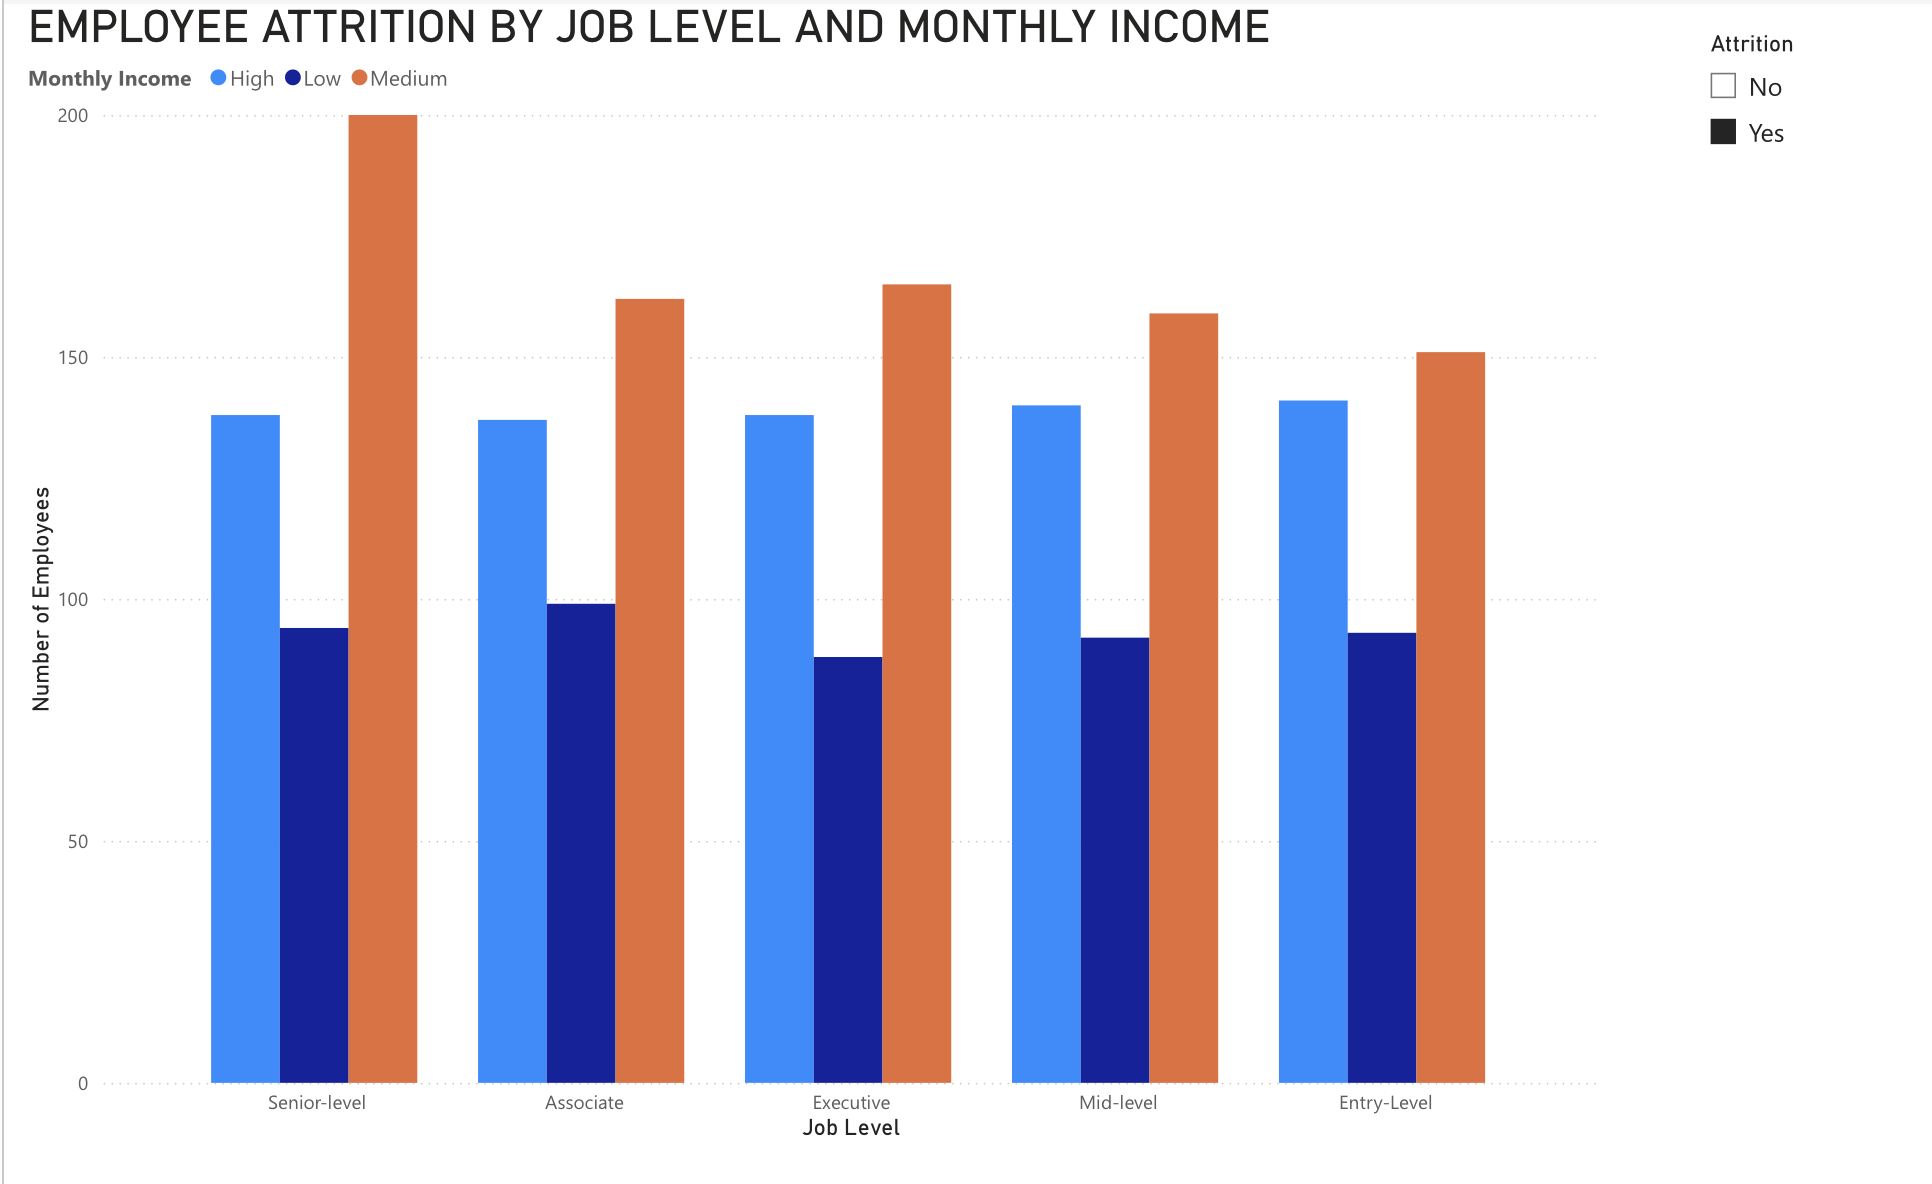 EMPLOYEE ATTRITION BY JOB LEVEL AND MONTHLY INCOME
Monthly Income High Low Medium
Attrition
No
Yes
200
150
100
50
0
Number of Employees
Senior-level Associate Executive Mid-level Entry-Level
Job Level